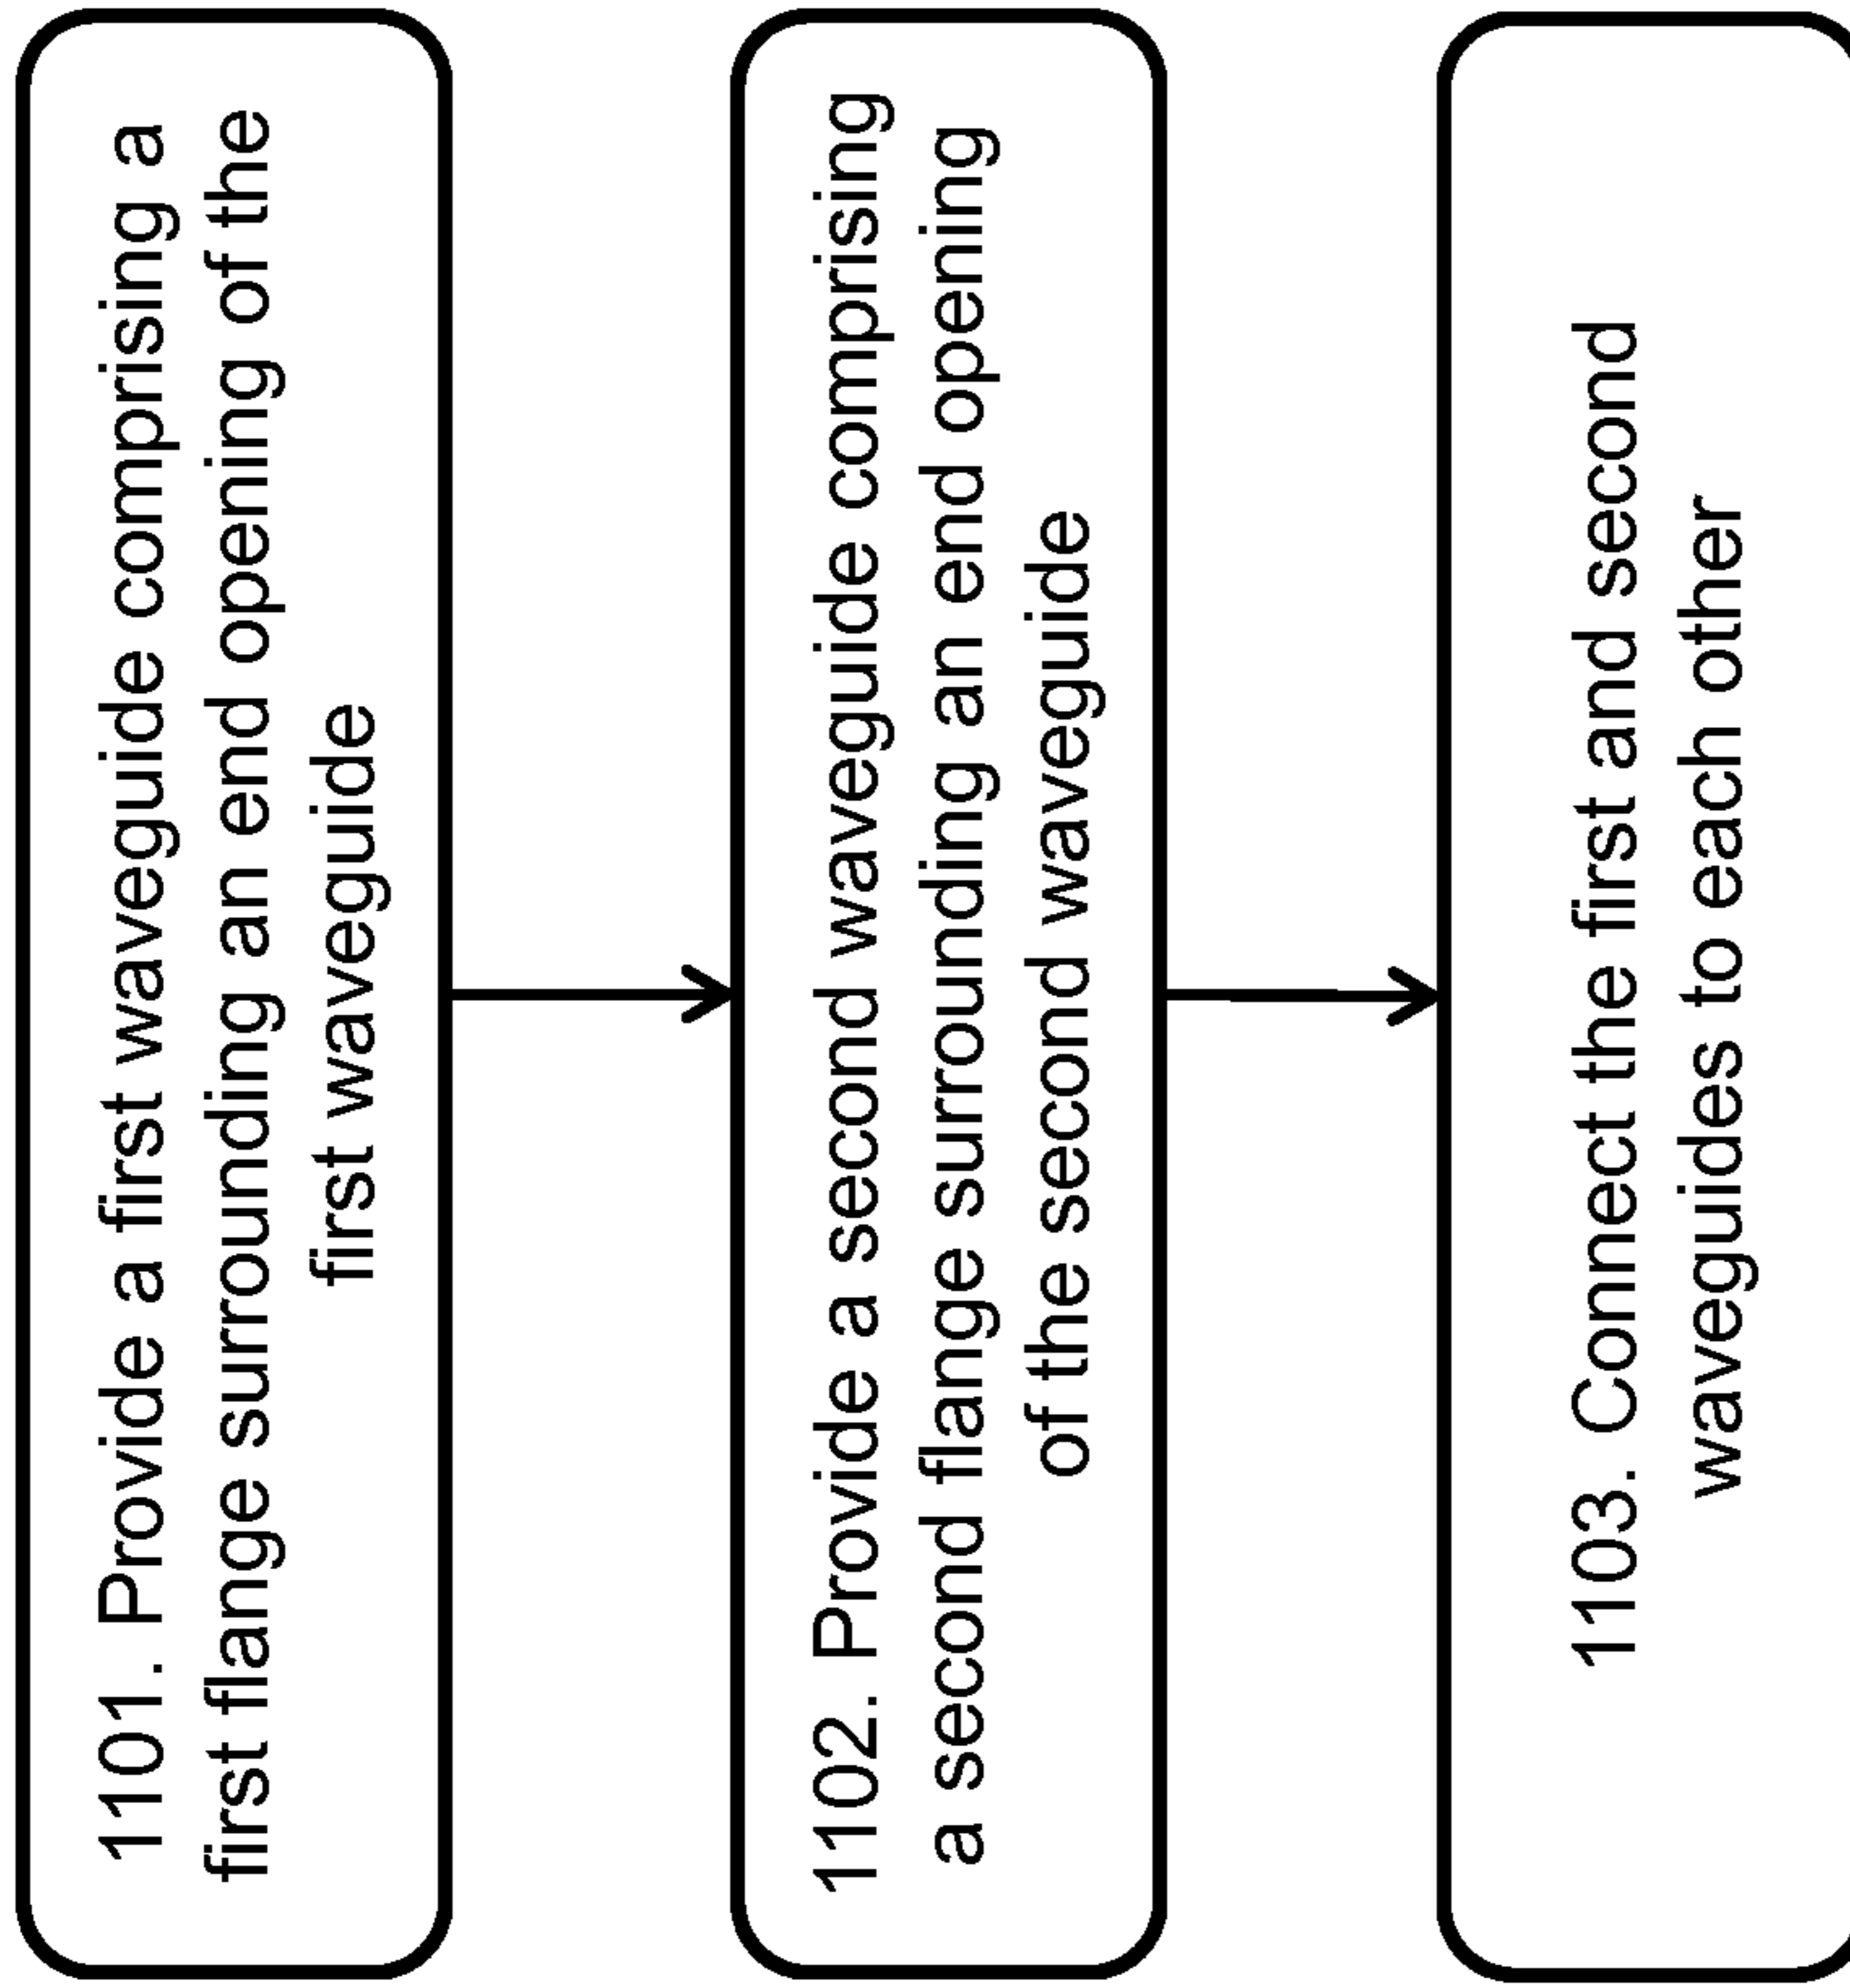 1101. Provide a first waveguide comprising a
first flange surrounding an end opening of the
first waveguide
1102. Provide a second waveguide comprising
a second flange surrounding an end opening
of the second waveguide
1103. Connect the first and second
waveguides to each other